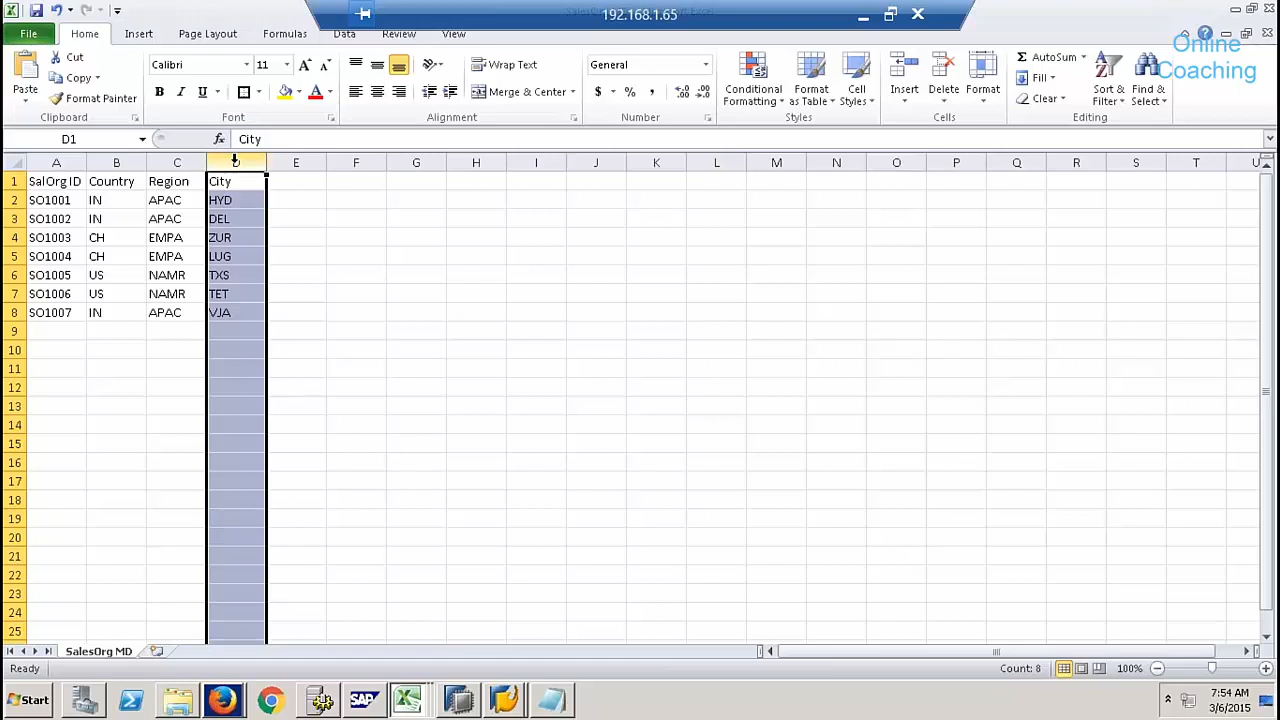 192.168.1.65
File Home Insert Page Layout Formulas Data Review View
Online
Coaching
Paste
Cut
Copy
Format Painter
Clipboard
Calibri 11
B I U
A
Font
Wrap Text
Merge & Center
Alignment
General
$ % ,
Number
Conditional
Formatting
Format
as Table
Cell
Styles
Styles
Insert Delete Format
Cells
Σ AutoSum
Fill
Clear
Sort &
Filter
Find &
Select
Editing
D1 fx City
A B C D E F G H I J K L M N O P Q R S T U
1 SalOrg ID Country Region City
2 SO1001 IN APAC HYD
3 SO1002 IN APAC DEL
4 SO1003 CH EMPA ZUR
5 SO1004 CH EMPA LUG
6 SO1005 US NAMR TXS
7 SO1006 US NAMR TET
8 SO1007 IN APAC VJA
9
10
11
12
13
14
15
16
17
18
19
20
21
22
23
24
25
SalesOrg MD
Ready Count: 8 100%
Start SAP 7:54 AM
3/6/2015